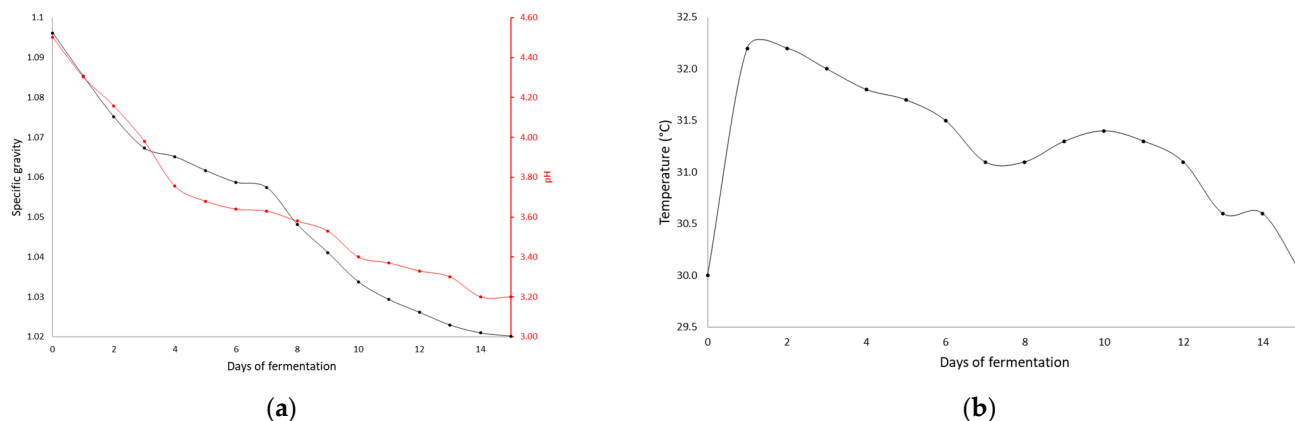 1.1
1.09
1.08
1.07
1.06
1.05
1.04
1.03
1.02
Specific gravity
4.60
4.40
4.20
4.00
3.80
3.60
3.40
3.20
3.00
pH
0 2 4 6 8 10 12 14
Days of fermentation
(a)
32.5
32.0
31.5
31.0
30.5
30.0
29.5
Temperature (°C)
0 2 4 6 8 10 12 14
Days of fermentation
(b)